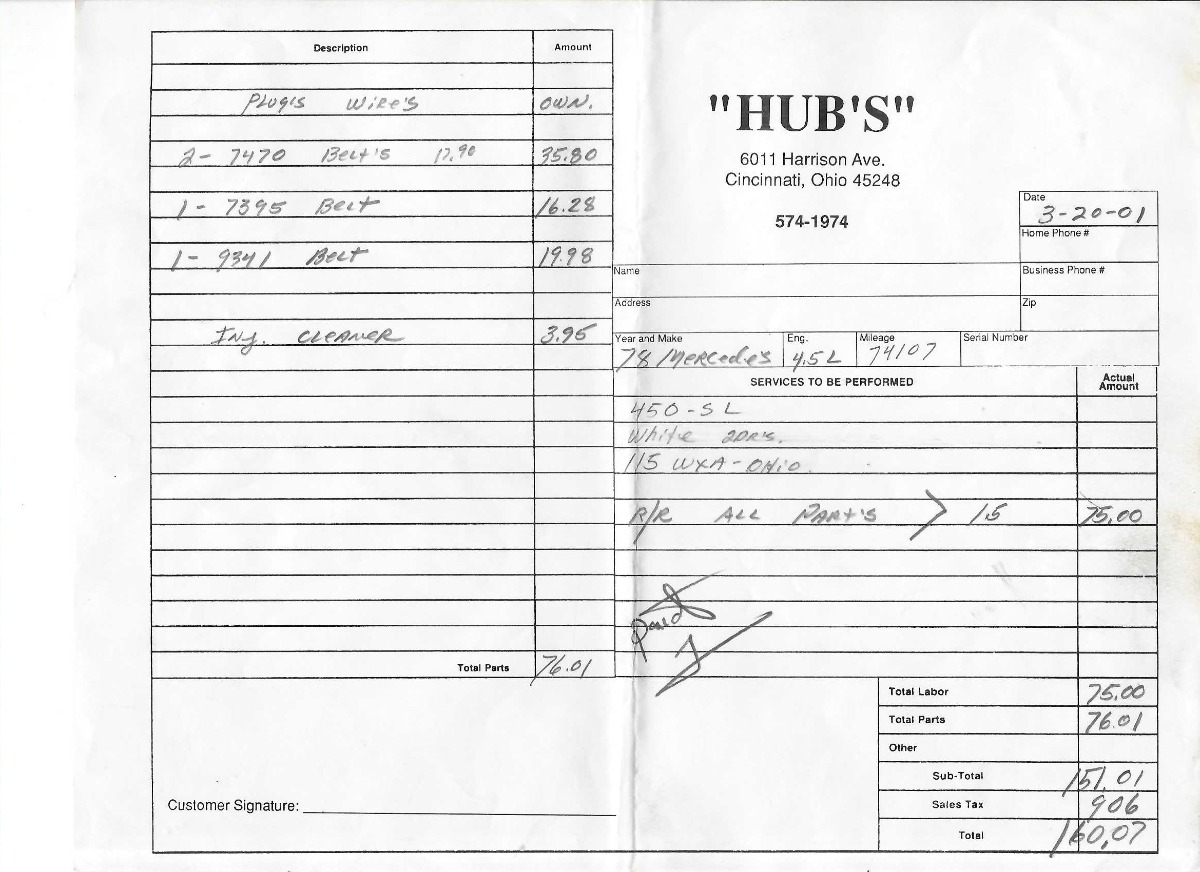 Description Amount
PLUGS WIRE'S OWN.
2- 7470 Belt's 17.90 35.80
1- 7395 Belt 16.28
1- 9341 Belt 19.98
INJ. CLEANER 3.95
Total Parts 76.01
Customer Signature:
"HUB'S"
6011 Harrison Ave.
Cincinnati, Ohio 45248
574-1974
Date
3-20-01
Home Phone #
Name Business Phone #
Address Zip
Year and Make Eng. Mileage Serial Number
78 Mercedes 4.5 L 74107
SERVICES TO BE PERFORMED Actual Amount
450-SL
White 2DR'S.
115 WXA-OHIO.
R/R ALL PART'S > 1.5 75.00
Paid
Total Labor 75.00
Total Parts 76.01
Other
Sub-Total 151.01
Sales Tax 906
Total 160,07